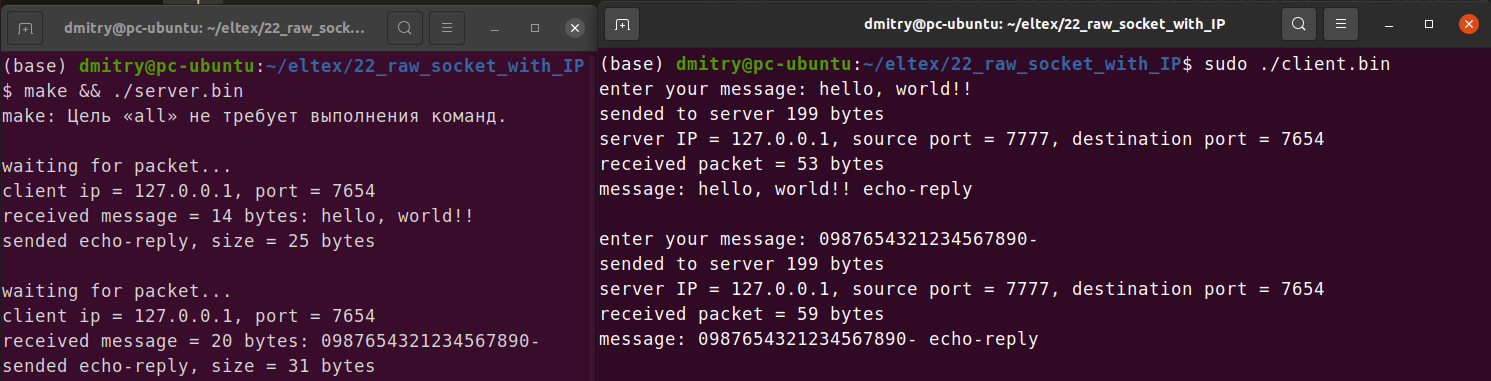 dmitry@pc-ubuntu: ~/eltex/22_raw_sock...
(base) dmitry@pc-ubuntu:~/eltex/22_raw_socket_with_IP
$ make && ./server.bin
make: Цель «all» не требует выполнения команд.
waiting for packet...
client ip = 127.0.0.1, port = 7654
received message = 14 bytes: hello, world!!
sended echo-reply, size = 25 bytes
waiting for packet...
client ip = 127.0.0.1, port = 7654
received message = 20 bytes: 0987654321234567890-
sended echo-reply, size = 31 bytes
dmitry@pc-ubuntu: ~/eltex/22_raw_socket_with_IP
(base) dmitry@pc-ubuntu:~/eltex/22_raw_socket_with_IP$ sudo ./client.bin
enter your message: hello, world!!
sended to server 199 bytes
server IP = 127.0.0.1, source port = 7777, destination port = 7654
received packet = 53 bytes
message: hello, world!! echo-reply
enter your message: 0987654321234567890-
sended to server 199 bytes
server IP = 127.0.0.1, source port = 7777, destination port = 7654
received packet = 59 bytes
message: 0987654321234567890- echo-reply